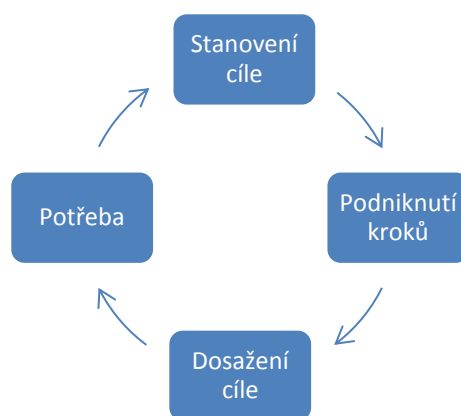 Stanovení
cíle
Potřeba
Podniknutí
kroků
Dosažení
cíle